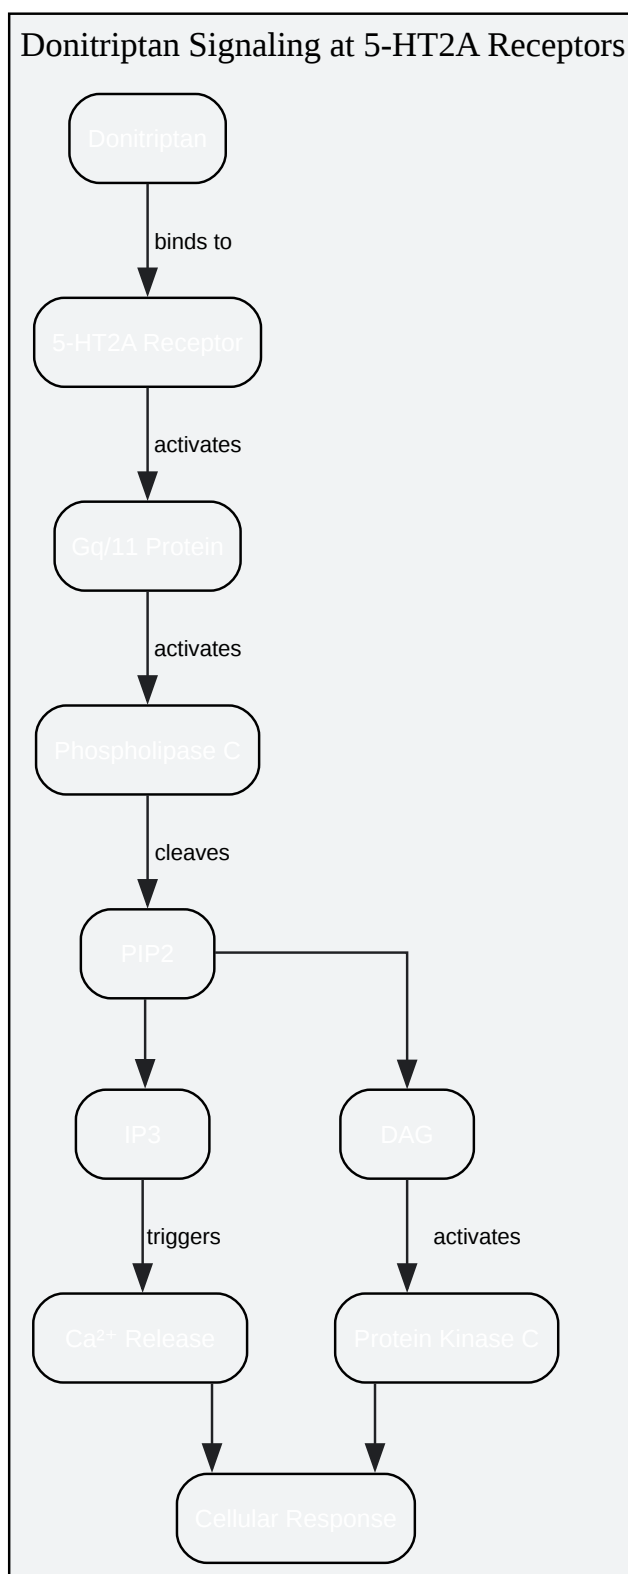 Donitriptan Signaling at 5-HT2A Receptors
Donitriptan
binds to
5-HT2A Receptor
activates
Gq/11 Protein
activates
Phospholipase C
cleaves
PIP2
IP3
DAG
triggers
activates
Ca²⁺ Release
Protein Kinase C
Cellular Response